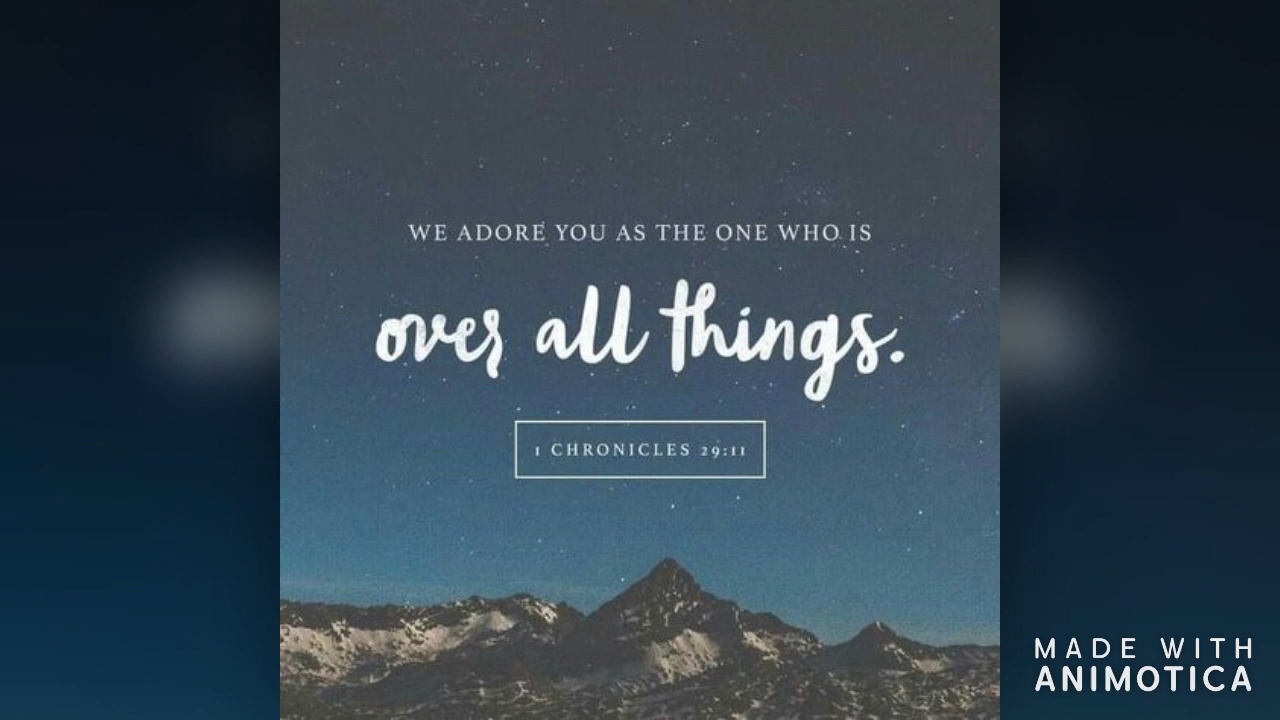 WE ADORE YOU AS THE ONE WHO IS
over all things.
1 CHRONICLES 29:11
MADE WITH
ANIMOTICA